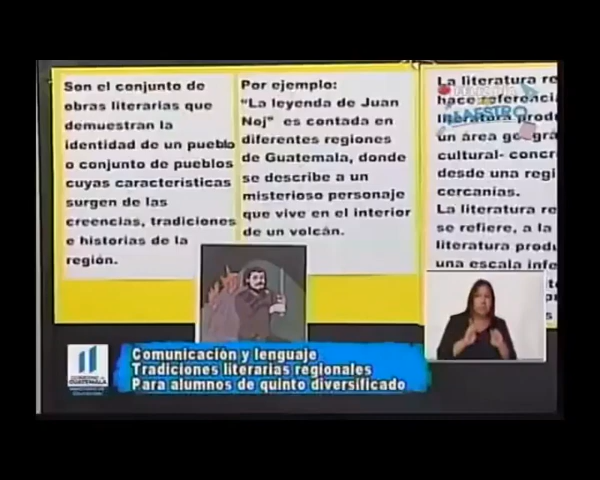 Son el conjunto de
obras literarias que
demuestran la
identidad de un pueblo
o conjunto de pueblos
cuyas características
surgen de las
creencias, tradiciones
e historias de la
región.
Por ejemplo:
“La leyenda de Juan
Noj” es contada en
diferentes regiones
de Guatemala, donde
se describe a un
misterioso personaje
que vive en el interior
de un volcán.
La literatura re
hace referencia
literatura produ
un área geográ
cultural- concr
desde una regi
cercanías.
La literatura re
se refiere, a la
literatura produ
una escala infe
MAESTRO
GUATEMALA
Comunicación y lenguaje
Tradiciones literarias regionales
Para alumnos de quinto diversificado